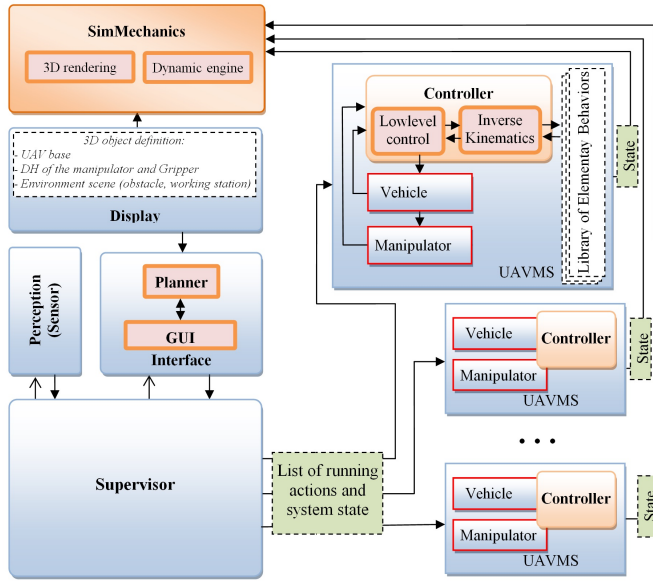 SimMechanics
3D rendering
Dynamic engine
3D object definition:
- UAV base
- DH of the manipulator and Gripper
- Environment scene (obstacle, working station)
Display
Perception
(Sensor)
Planner
GUI
Interface
Supervisor
List of running
actions and
system state
Controller
Lowlevel
control
Inverse
Kinematics
Vehicle
Manipulator
UAVMS
Library of Elementay Behaviors
State
Vehicle
Controller
Manipulator
UAVMS
State
...
Vehicle
Controller
Manipulator
UAVMS
State